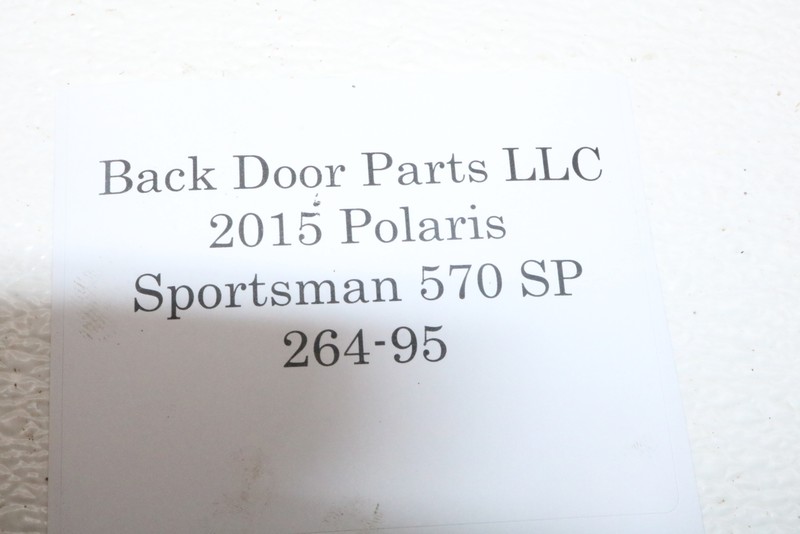 Back Door Parts LLC
2015 Polaris
Sportsman 570 SP
264-95